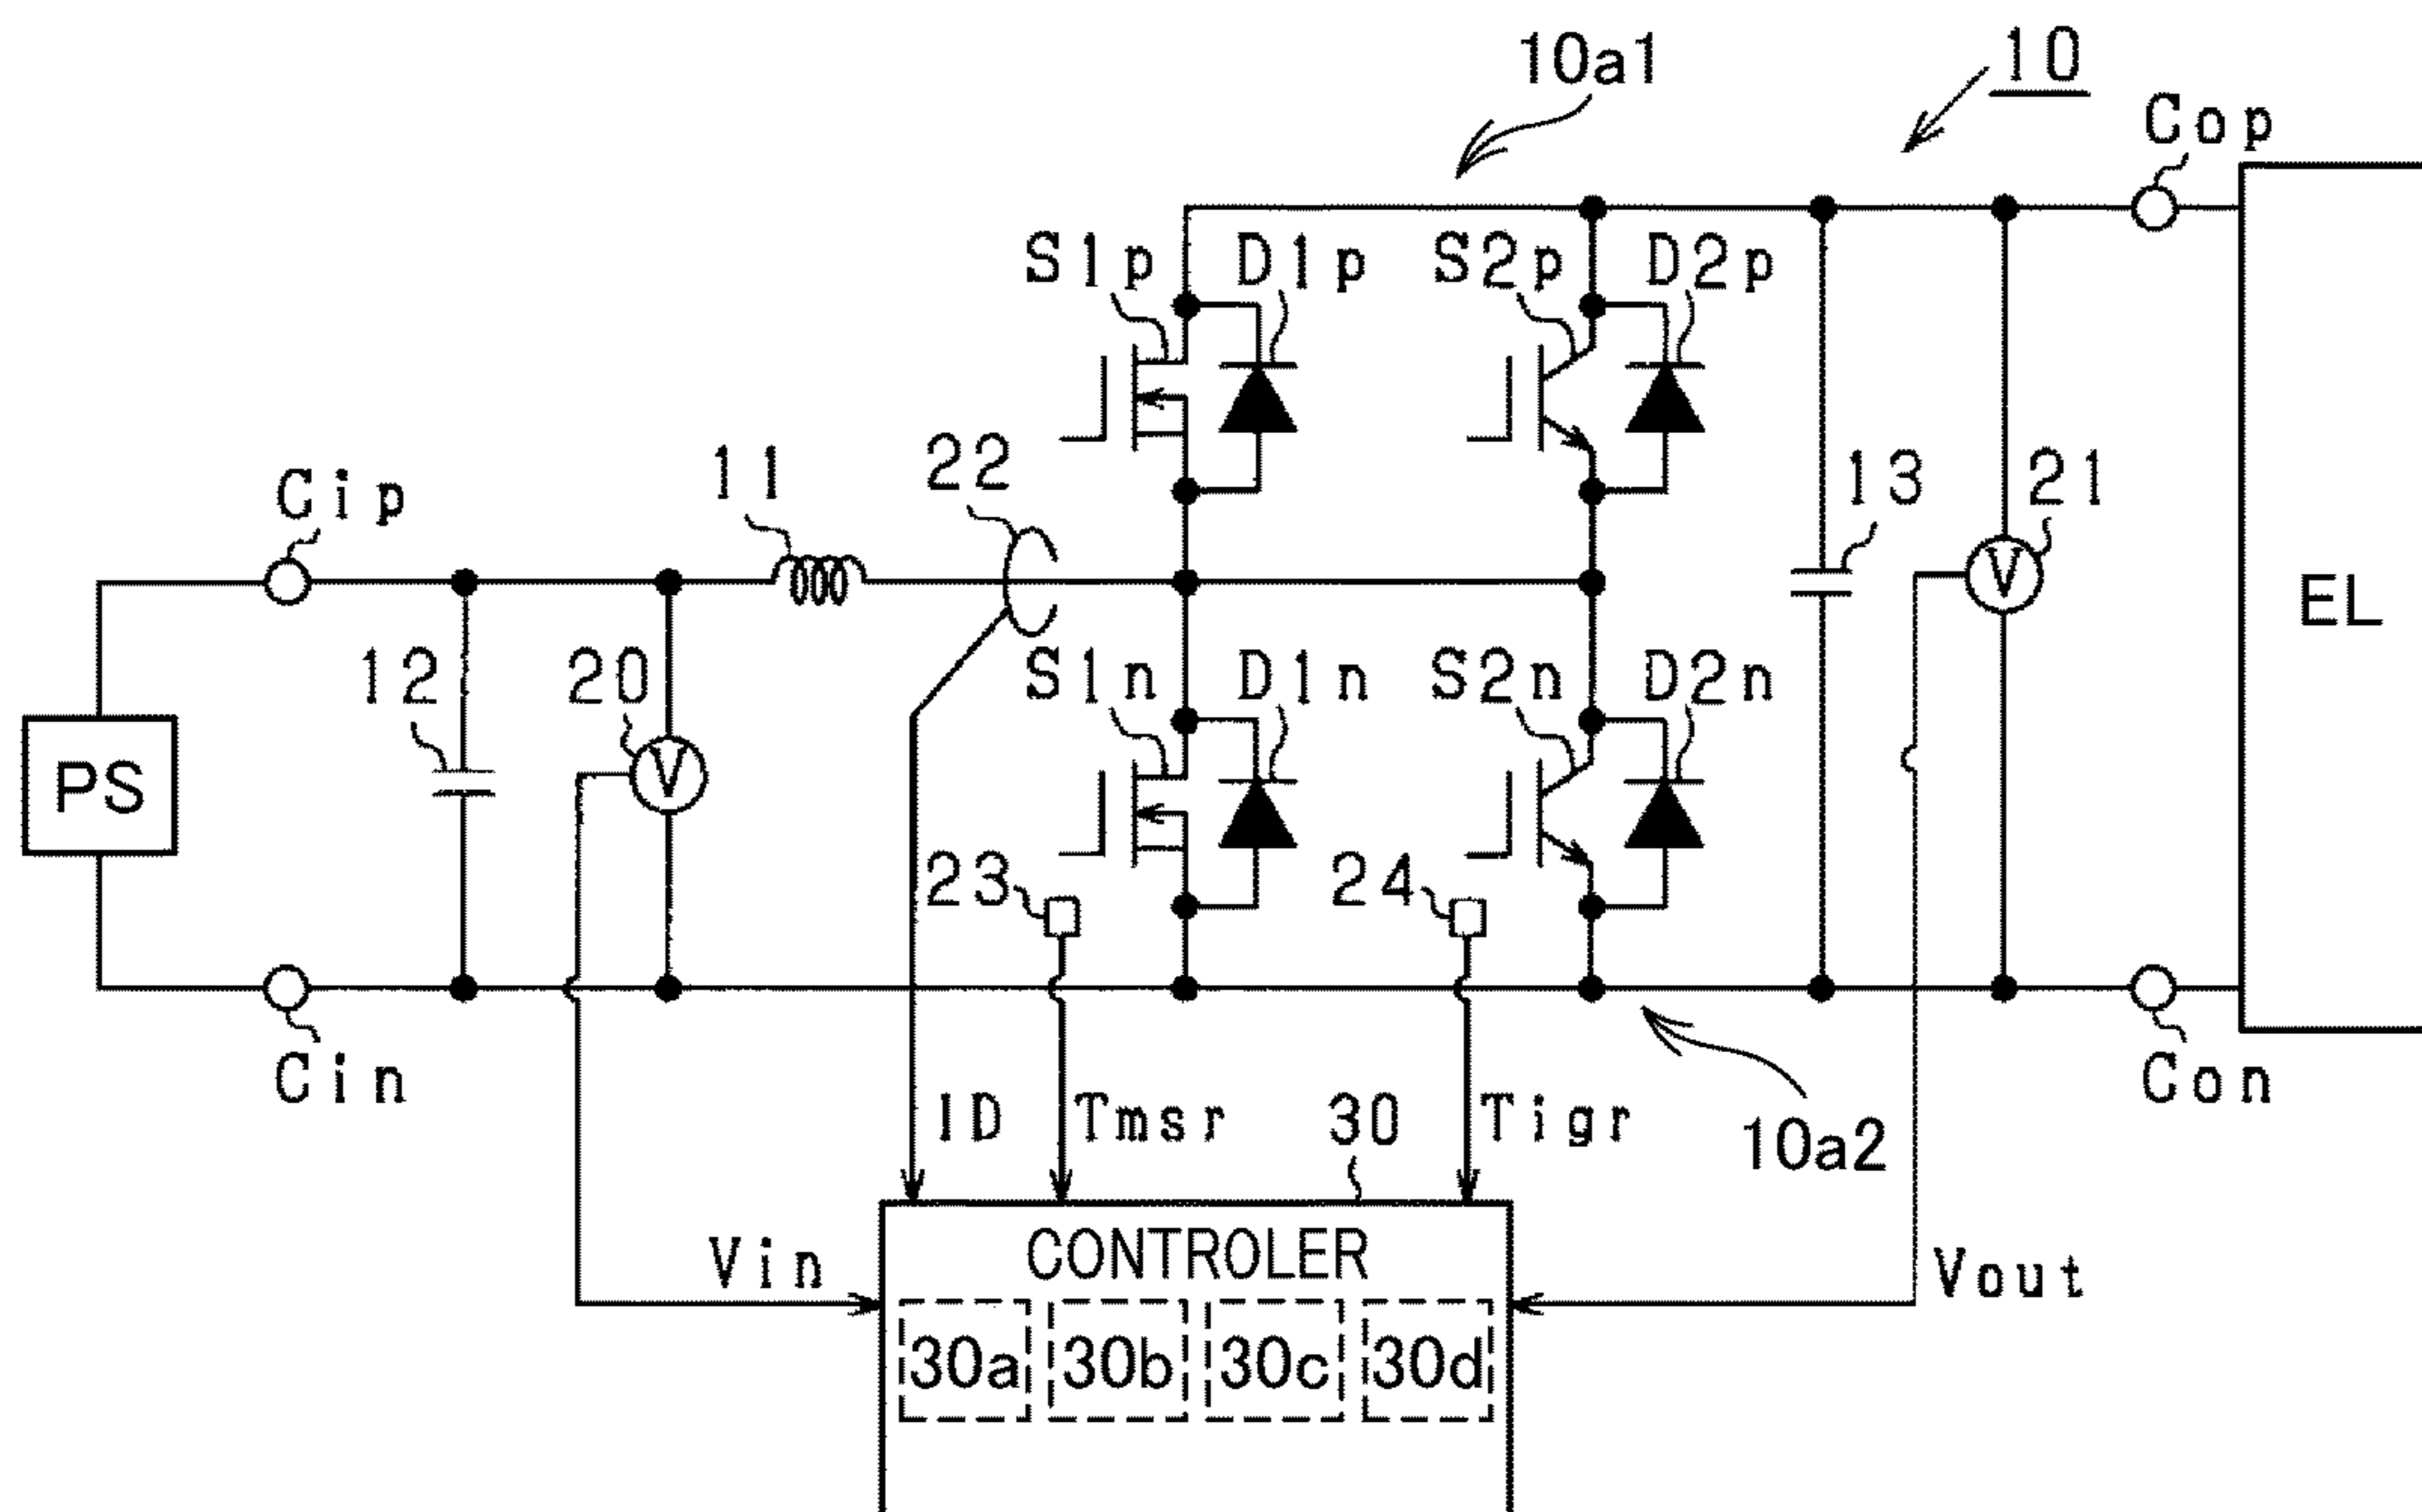 10a1
10
Cop
S1p
D1p
S2p
D2p
Cip
11
22
13
21
V
EL
12
20
S1n
D1n
S2n
D2n
PS
V
23
24
Cin
Con
ID
Tmsr
30
Tigr
10a2
Vin
CONTROLER
Vout
30a
30b
30c
30d